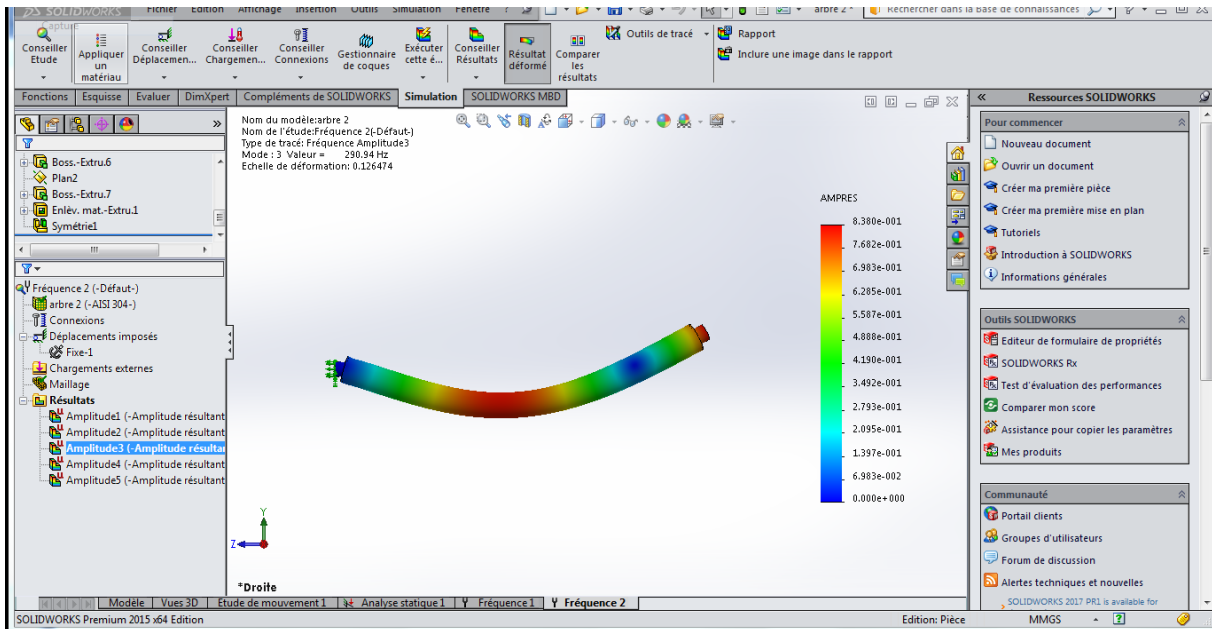 SOLIDWORKS Fichier Edition Affichage Insertion Outils Simulation Fenêtre ? arbre 2 * Rechercher dans la base de connaissances
Capture
Conseiller Etude
Appliquer un matériau
Conseiller Déplacemen...
Conseiller Chargemen...
Conseiller Connexions
Gestionnaire de coques
Exécuter cette é...
Conseiller Résultats
Résultat déformé
Comparer les résultats
Outils de tracé
Rapport
Inclure une image dans le rapport
Fonctions Esquisse Evaluer DimXpert Compléments de SOLIDWORKS Simulation SOLIDWORKS MBD
Boss.-Extru.6
Plan2
Boss.-Extru.7
Enlèv. mat.-Extru.1
Symétrie1
Fréquence 2 (-Défaut-)
arbre 2 (-AISI 304-)
Connexions
Déplacements imposés
Fixe-1
Chargements externes
Maillage
Résultats
Amplitude1 (-Amplitude résultant
Amplitude2 (-Amplitude résultant
Amplitude3 (-Amplitude résultan
Amplitude4 (-Amplitude résultant
Amplitude5 (-Amplitude résultant
Nom du modèle:arbre 2
Nom de l'étude:Fréquence 2(-Défaut-)
Type de tracé: Fréquence Amplitude3
Mode : 3 Valeur = 290.94 Hz
Echelle de déformation: 0.126474
AMPRES
8.380e-001
7.682e-001
6.983e-001
6.285e-001
5.587e-001
4.888e-001
4.190e-001
3.492e-001
2.793e-001
2.095e-001
1.397e-001
6.983e-002
0.000e+000
Y
Z
*Droite
Ressources SOLIDWORKS
Pour commencer
Nouveau document
Ouvrir un document
Créer ma première pièce
Créer ma première mise en plan
Tutoriels
Introduction à SOLIDWORKS
Informations générales
Outils SOLIDWORKS
Editeur de formulaire de propriétés
SOLIDWORKS Rx
Test d'évaluation des performances
Comparer mon score
Assistance pour copier les paramètres
Mes produits
Communauté
Portail clients
Groupes d'utilisateurs
Forum de discussion
Alertes techniques et nouvelles
SOLIDWORKS 2017 PR1 is available for
Modèle Vues 3D Etude de mouvement 1 Analyse statique 1 Fréquence 1 Fréquence 2
SOLIDWORKS Premium 2015 x64 Edition Edition: Pièce MMGS